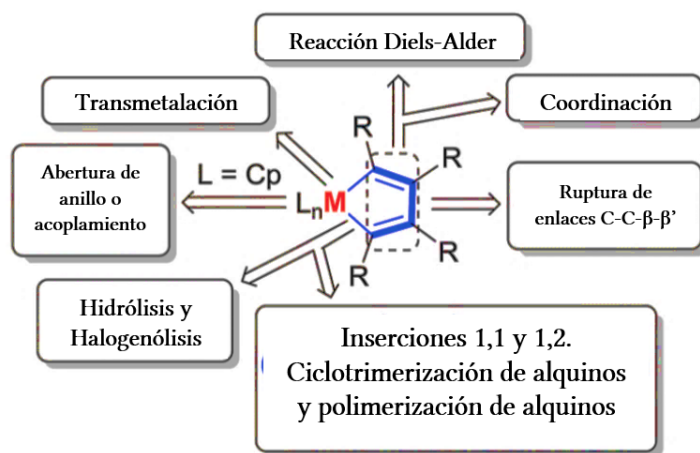 Reacción Diels-Alder
Transmetalación
Coordinación
R
R
Abertura de
anillo o
acoplamiento
L = Cp
LnM
Ruptura de
enlaces C-C-β-β’
R
R
Hidrólisis y
Halogenólisis
Inserciones 1,1 y 1,2.
Ciclotrimerización de alquinos
y polimerización de alquinos